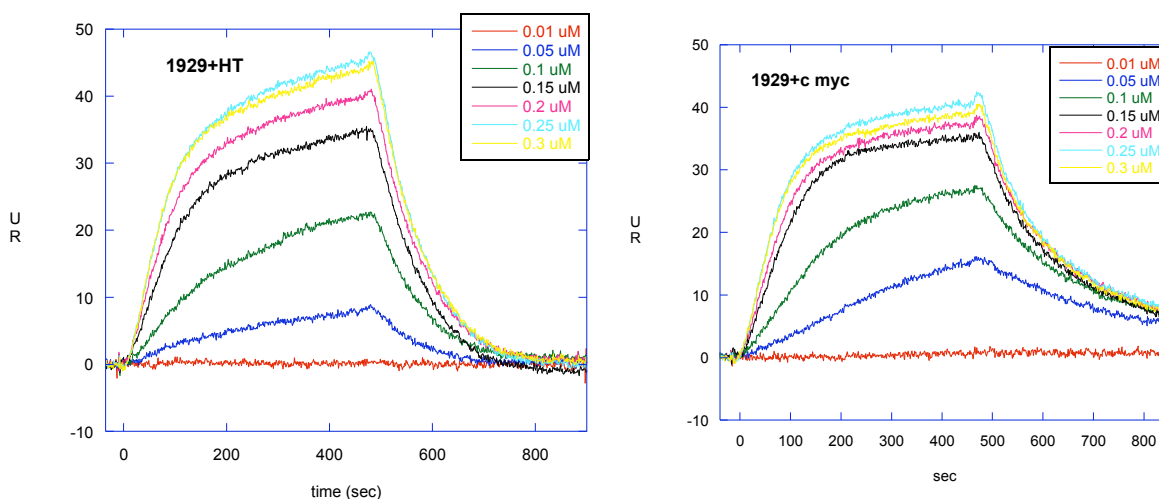 50
40
30
20
10
0
-10
U
R
1929+HT
0.01 uM
0.05 uM
0.1 uM
0.15 uM
0.2 uM
0.25 uM
0.3 uM
0
200
400
600
800
time (sec)
50
40
30
20
10
0
-10
U
R
1929+c myc
0.01 uM
0.05 uM
0.1 uM
0.15 uM
0.2 uM
0.25 uM
0.3 uM
0
100
200
300
400
500
600
700
800
sec